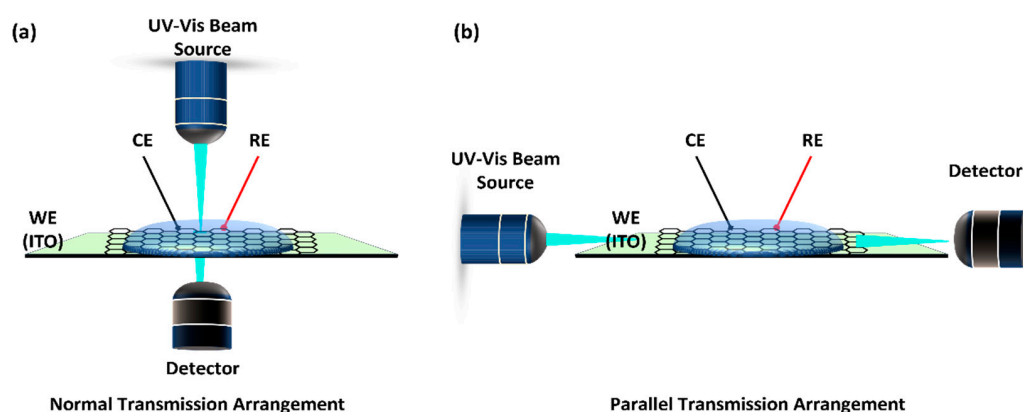 (a)
UV-Vis Beam
Source
CE
RE
WE
(ITO)
Detector
Normal Transmission Arrangement
(b)
CE
RE
UV-Vis Beam
Source
Detector
WE
(ITO)
Parallel Transmission Arrangement